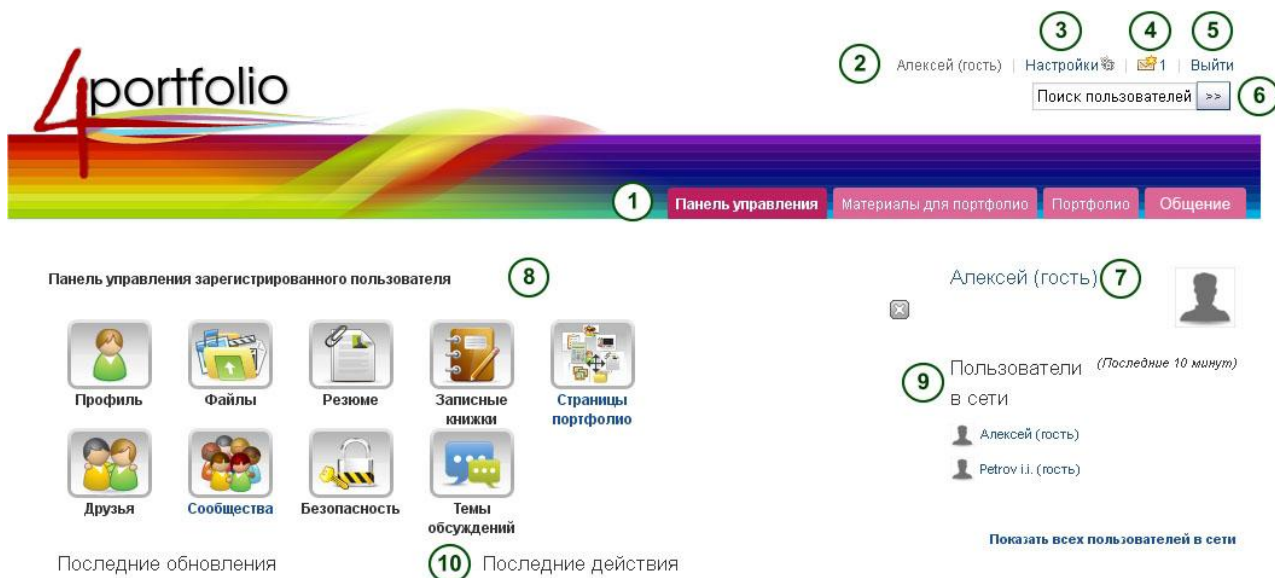 3 4 5
2 Алексей (гость) | Настройки | 1 | Выйти
4portfolio
Поиск пользователей >> 6
1 Панель управления Материалы для портфолио Портфолио Общение
Панель управления зарегистрированного пользователя 8
Алексей (гость) 7
Профиль Файлы Резюме Записные книжки Страницы портфолио
Друзья Сообщества Безопасность Темы обсуждений
9 Пользователи в сети (Последние 10 минут)
Алексей (гость)
Petrov i.i. (гость)
Показать всех пользователей в сети
Последние обновления 10 Последние действия